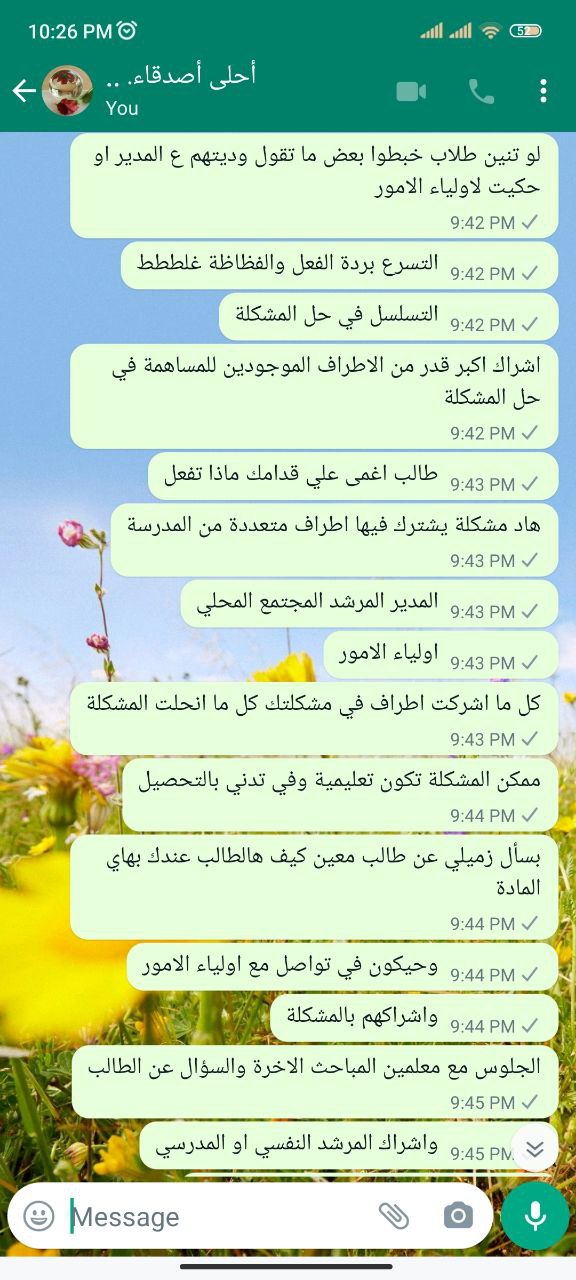 10:26 PM
52
أحلى أصدقاء. ..
You
لو تنين طلاب خبطوا بعض ما تقول وديتهم ع المدير او
حكيت لاولياء الامور
9:42 PM
التسرع بردة الفعل والفظاظة غلطططط
9:42 PM
التسلسل في حل المشكلة
9:42 PM
اشراك اكبر قدر من الاطراف الموجودين للمساهمة في
حل المشكلة
9:42 PM
طالب اغمى علي قدامك ماذا تفعل
9:43 PM
هاد مشكلة يشترك فيها اطراف متعددة من المدرسة
9:43 PM
المدير المرشد المجتمع المحلي
9:43 PM
اولياء الامور
9:43 PM
كل ما اشركت اطراف في مشكلتك كل ما انحلت المشكلة
9:43 PM
ممكن المشكلة تكون تعليمية وفي تدني بالتحصيل
9:44 PM
بسأل زميلي عن طالب معين كيف هالطالب عندك بهاي
المادة
9:44 PM
وحيكون في تواصل مع اولياء الامور
9:44 PM
واشراكهم بالمشكلة
9:44 PM
الجلوس مع معلمين المباحث الاخرة والسؤال عن الطالب
9:45 PM
واشراك المرشد النفسي او المدرسي
9:45 PM
Message